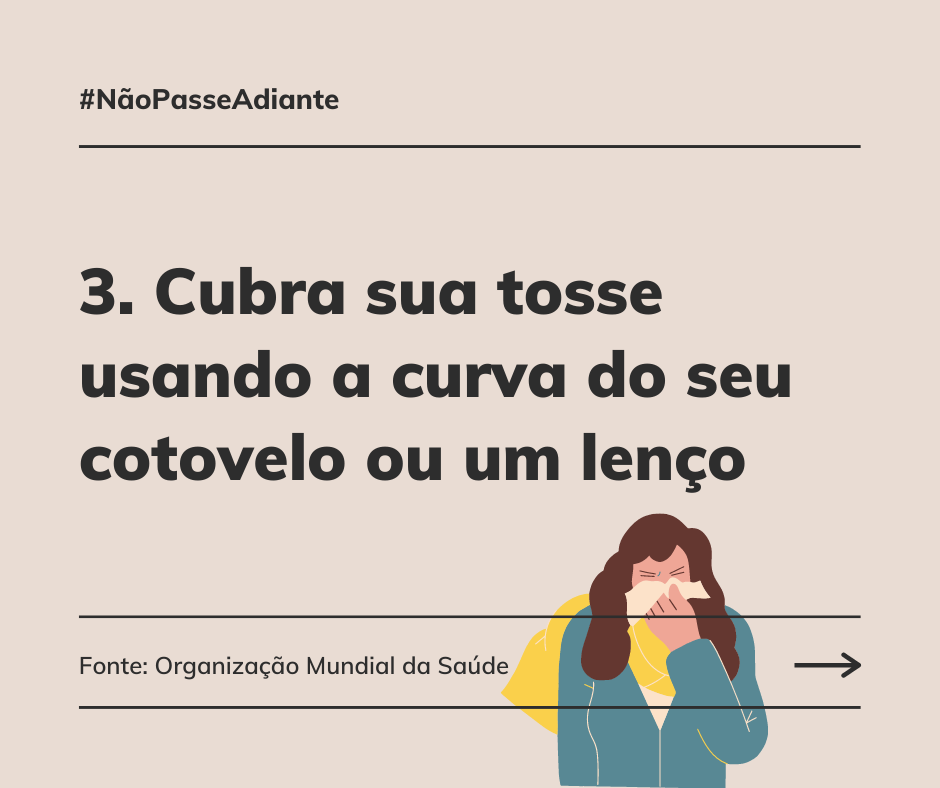 #NãoPasseAdiante
3. Cubra sua tosse
usando a curva do seu
cotovelo ou um lenço
Fonte: Organização Mundial da Saúde